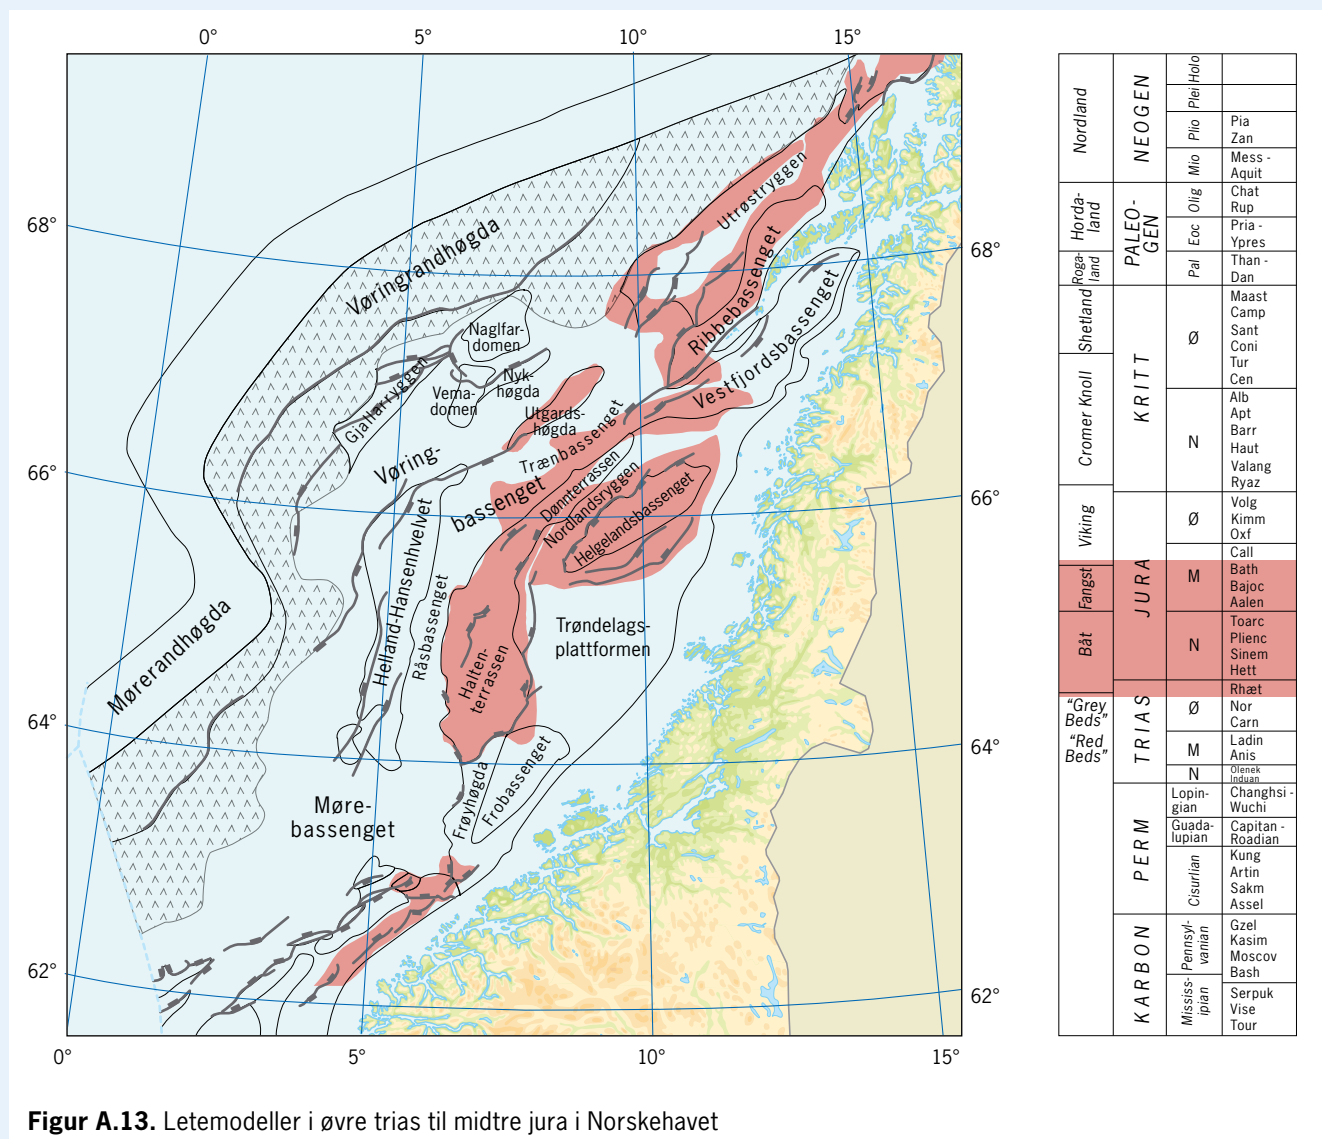 0°
5°
10°
15°
68°
66°
64°
62°
68°
66°
64°
62°
0°
5°
10°
15°
Utrøstryggen
Vøringrandhøgda
Ribbebassenget
Vestfjordsbassenget
Naglfar-
domen
Nyk-
høgda
Vema-
domen
Gjallarryggen
Utgards-
høgda
Trænbassenget
Vøring-
bassenget
Dønnterrassen
Nordlandsryggen
Helgelandsbassenget
Helland-Hansenhvelvet
Råsbassenget
Halten-
terrassen
Trøndelags-
plattformen
Mørerandhøgda
Møre-
bassenget
Frøyhøgda
Frobassenget
Nordland
NEOGEN
Holo
Plei
Plio
Pia
Zan
Mio
Mess -
Aquit
Horda-
land
PALEO-
GEN
Olig
Chat
Rup
Eoc
Pria -
Ypres
Roga-
land
Pal
Than -
Dan
Shetland
KRITT
Ø
Maast
Camp
Sant
Coni
Tur
Cen
Cromer Knoll
N
Alb
Apt
Barr
Haut
Valang
Ryaz
Viking
JURA
Ø
Volg
Kimm
Oxf
Fangst
M
Call
Bath
Bajoc
Aalen
Båt
N
Toarc
Plienc
Sinem
Hett
"Grey
Beds"
"Red
Beds"
TRIAS
Ø
Rhæt
Nor
Carn
M
Ladin
Anis
N
Olenek
Induan
PERM
Lopin-
gian
Changhsi -
Wuchi
Guada-
lupian
Capitan -
Roadian
Cisurlian
Kung
Artin
Sakm
Assel
KARBON
Pennsyl-
vanian
Gzel
Kasim
Moscov
Bash
Mississ-
ipian
Serpuk
Vise
Tour
Figur A.13. Letemodeller i øvre trias til midtre jura i Norskehavet